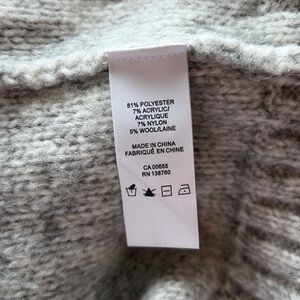 81% POLYESTER
7% ACRYLIC/
ACRYLIQUE
7% NYLON
5% WOOL/LAINE
MADE IN CHINA
FABRIQUÉ EN CHINE
CA 00655
RN 138760